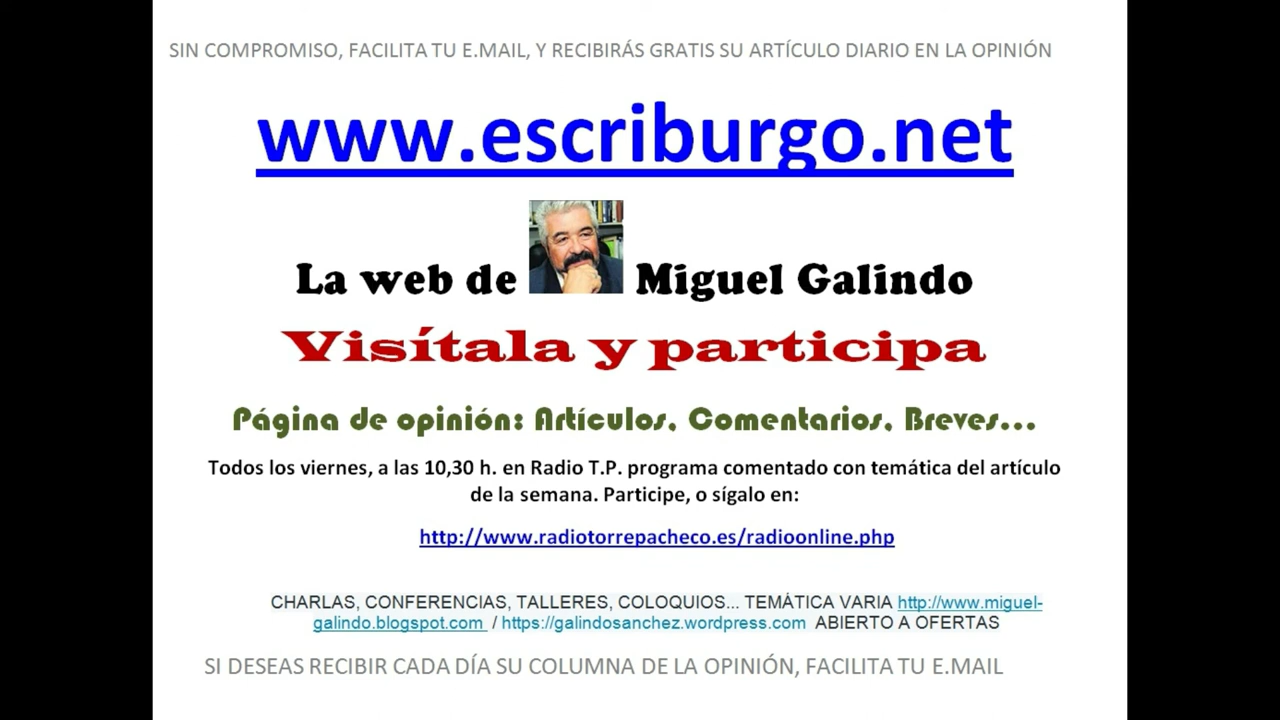 SIN COMPROMISO, FACILITA TU E.MAIL, Y RECIBIRÁS GRATIS SU ARTÍCULO DIARIO EN LA OPINIÓN
www.escriburgo.net
La web de Miguel Galindo
Visítala y participa
Página de opinión: Artículos, Comentarios, Breves...
Todos los viernes, a las 10,30 h. en Radio T.P. programa comentado con temática del artículo
de la semana. Participe, o sígalo en:
http://www.radiotorrepacheco.es/radioonline.php
CHARLAS, CONFERENCIAS, TALLERES, COLOQUIOS... TEMÁTICA VARIA http://www.miguel-
galindo.blogspot.com / https://galindosanchez.wordpress.com ABIERTO A OFERTAS
SI DESEAS RECIBIR CADA DÍA SU COLUMNA DE LA OPINIÓN, FACILITA TU E.MAIL